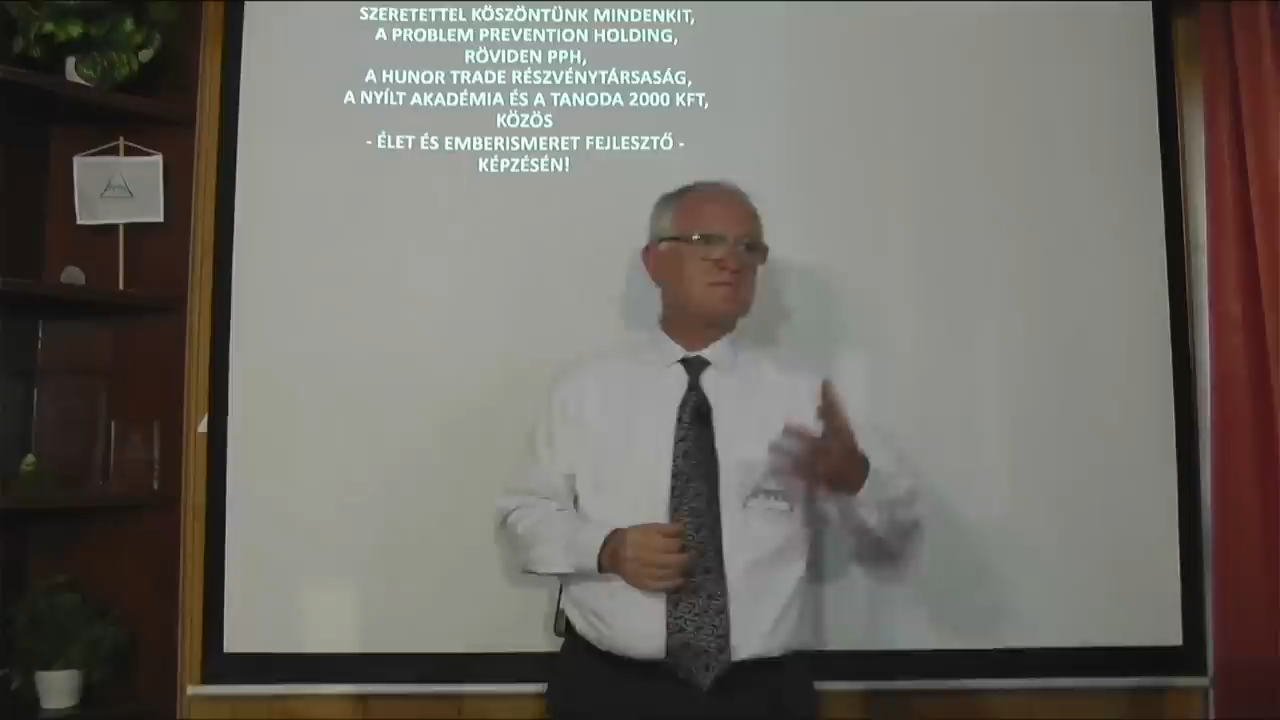 SZERETETTEL KÖSZÖNTÜNK MINDENKIT,
A PROBLEM PREVENTION HOLDING,
RÖVIDEN PPH,
A HUNOR TRADE RÉSZVÉNYTÁRSASÁG,
A NYÍLT AKADÉMIA ÉS A TANODA 2000 KFT,
KÖZÖS
- ÉLET ÉS EMBERISMERET FEJLESZTŐ -
KÉPZÉSÉN!